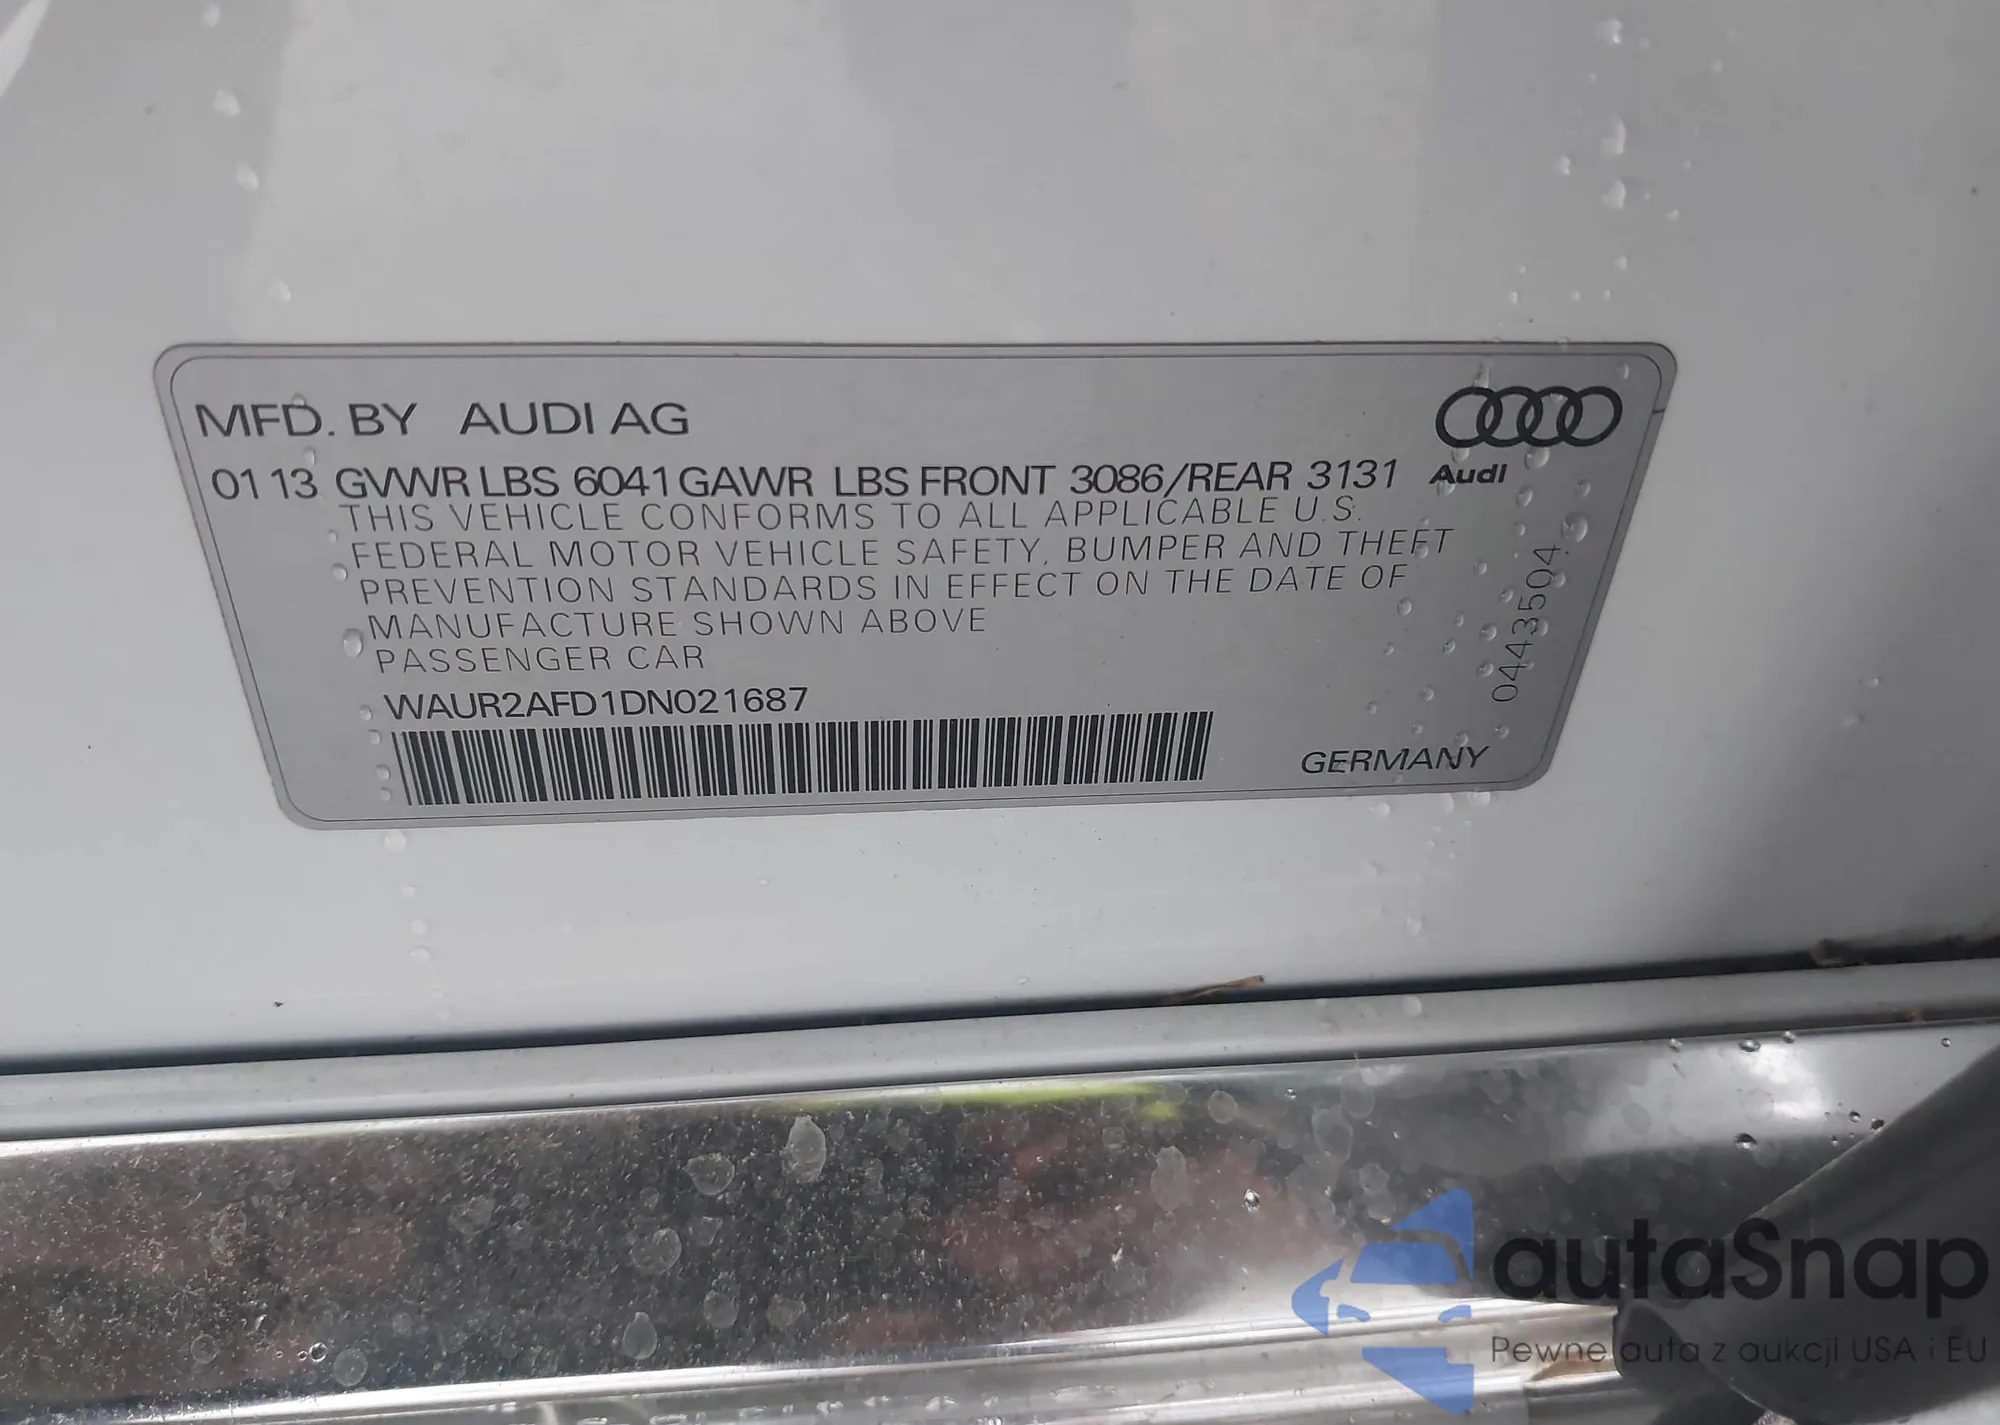 MFD. BY AUDI AG
01 13 GVWR LBS 6041 GAWR LBS FRONT 3086/REAR 3131
Audi
THIS VEHICLE CONFORMS TO ALL APPLICABLE U.S.
FEDERAL MOTOR VEHICLE SAFETY, BUMPER AND THEFT
PREVENTION STANDARDS IN EFFECT ON THE DATE OF
MANUFACTURE SHOWN ABOVE
PASSENGER CAR
WAUR2AFD1DN021687
GERMANY
0443504
autaSnap
Pewne auta z aukcji USA i EU